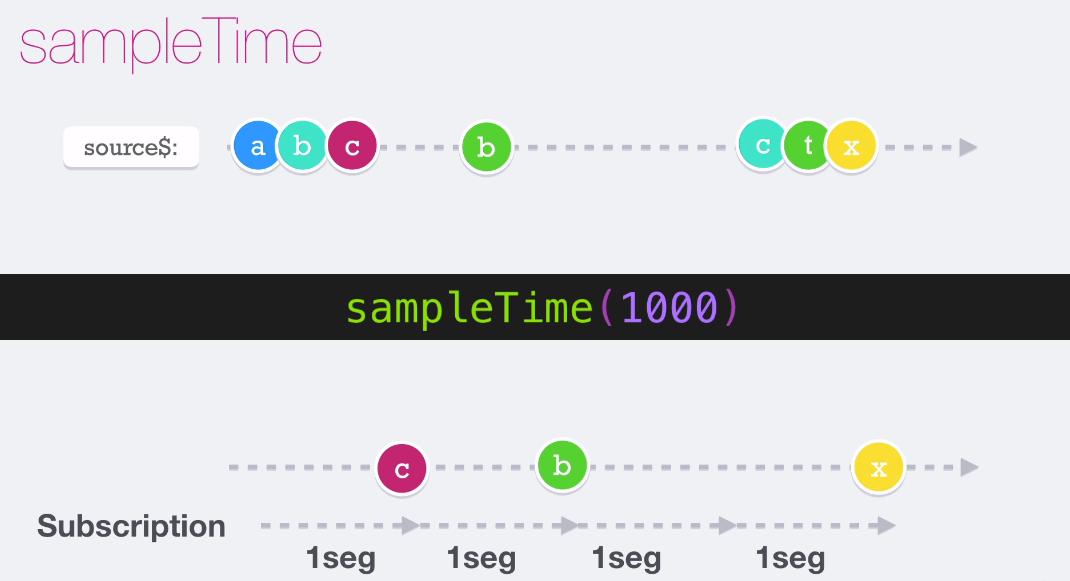 sampleTime
source$: a b c b c t x
sampleTime(1000)
c b x
Subscription
1seg 1seg 1seg 1seg